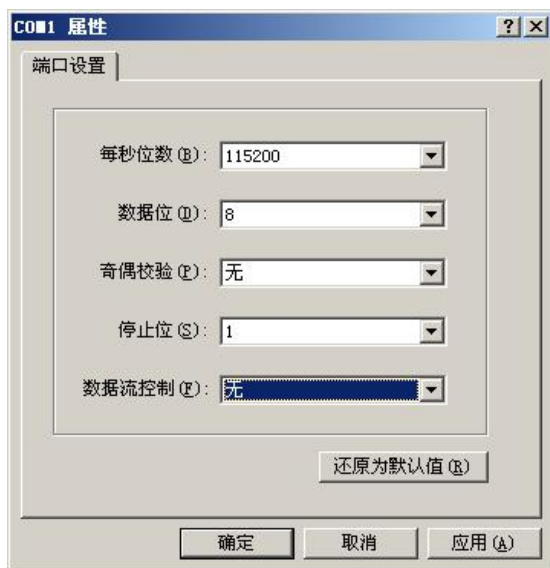 COM1 属性
端口设置
每秒位数(B): 115200
数据位(D): 8
奇偶校验(P): 无
停止位(S): 1
数据流控制(F): 无
还原为默认值(R)
确定 取消 应用(A)